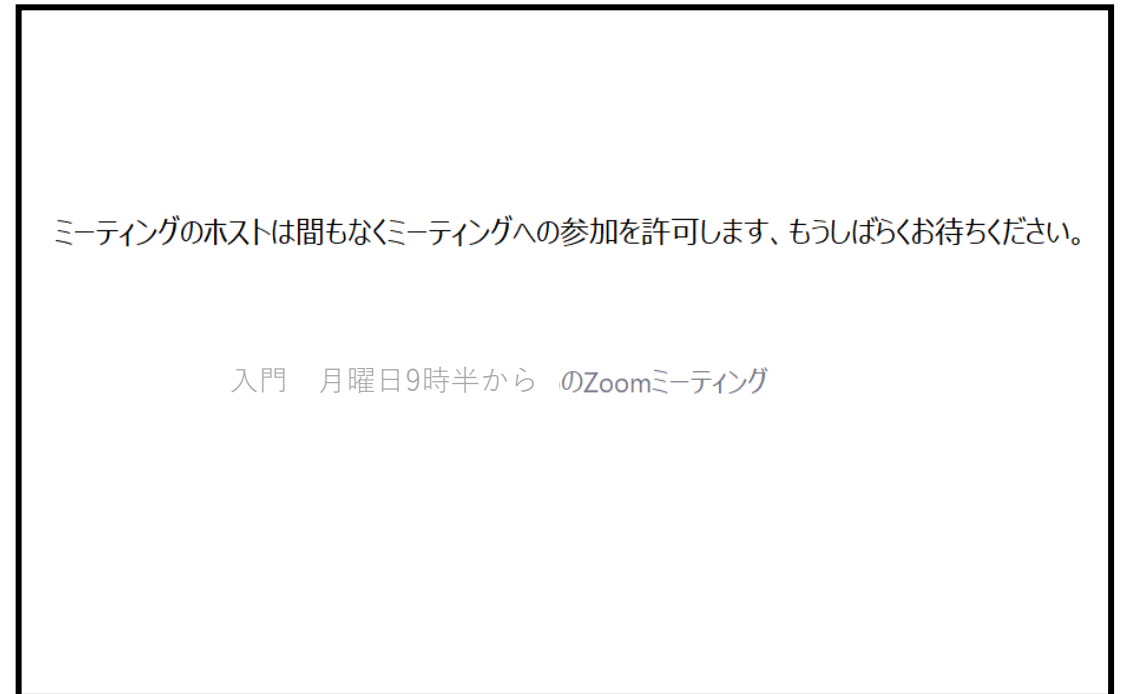 ミーティングのホストは間もなくミーティングへの参加を許可します、もうしばらくお待ちください。
入門　月曜日9時半から のZoomミーティング